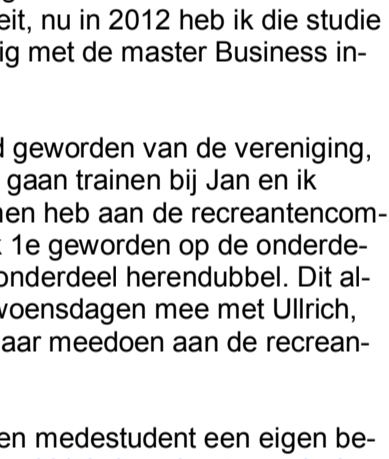 eit, nu in 2012 heb ik die studie
ig met de master Business in-
geworden van de vereniging,
gaan trainen bij Jan en ik
en heb aan de recreantencom-
1e geworden op de onderde-
onderdeel herendubbel. Dit al-
woensdagen mee met Ullrich,
aar meedoen aan de recrean-
en medestudent een eigen be-